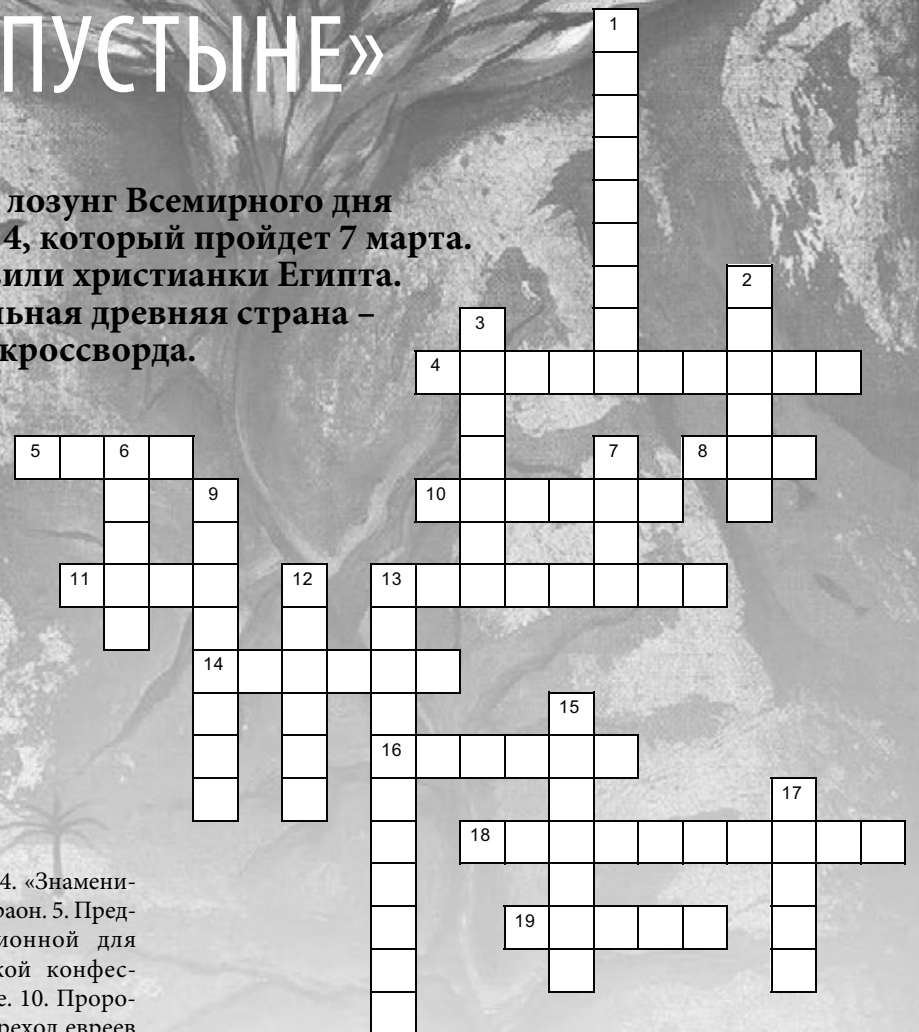 ПУСТЫНЕ»
лозунг Всемирного дня
4, который пройдет 7 марта.
или христианки Египта.
ьная древняя страна –
кроссворда.
1
2
3
4
5 6 7 8
9 10
11 12 13
14
15
16
17
18
19
4. «Знамени-
раон. 5. Пред-
ионной для
кой конфес-
е. 10. Проро-
реход евреев